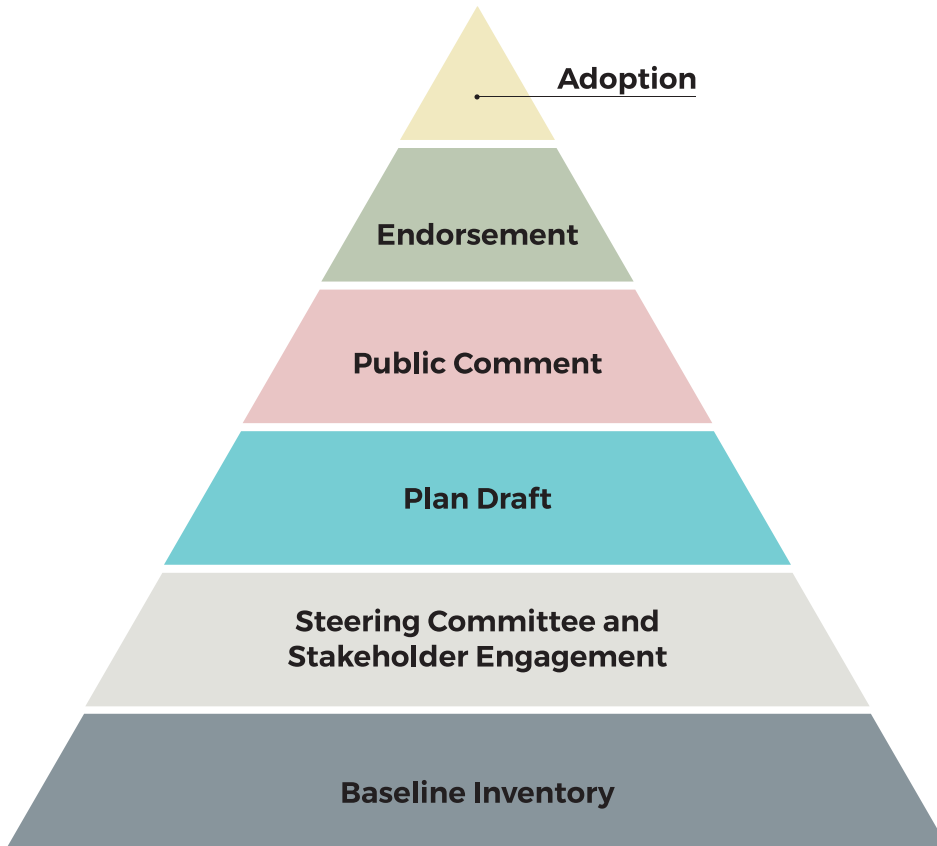 Adoption
Endorsement
Public Comment
Plan Draft
Steering Committee and
Stakeholder Engagement
Baseline Inventory